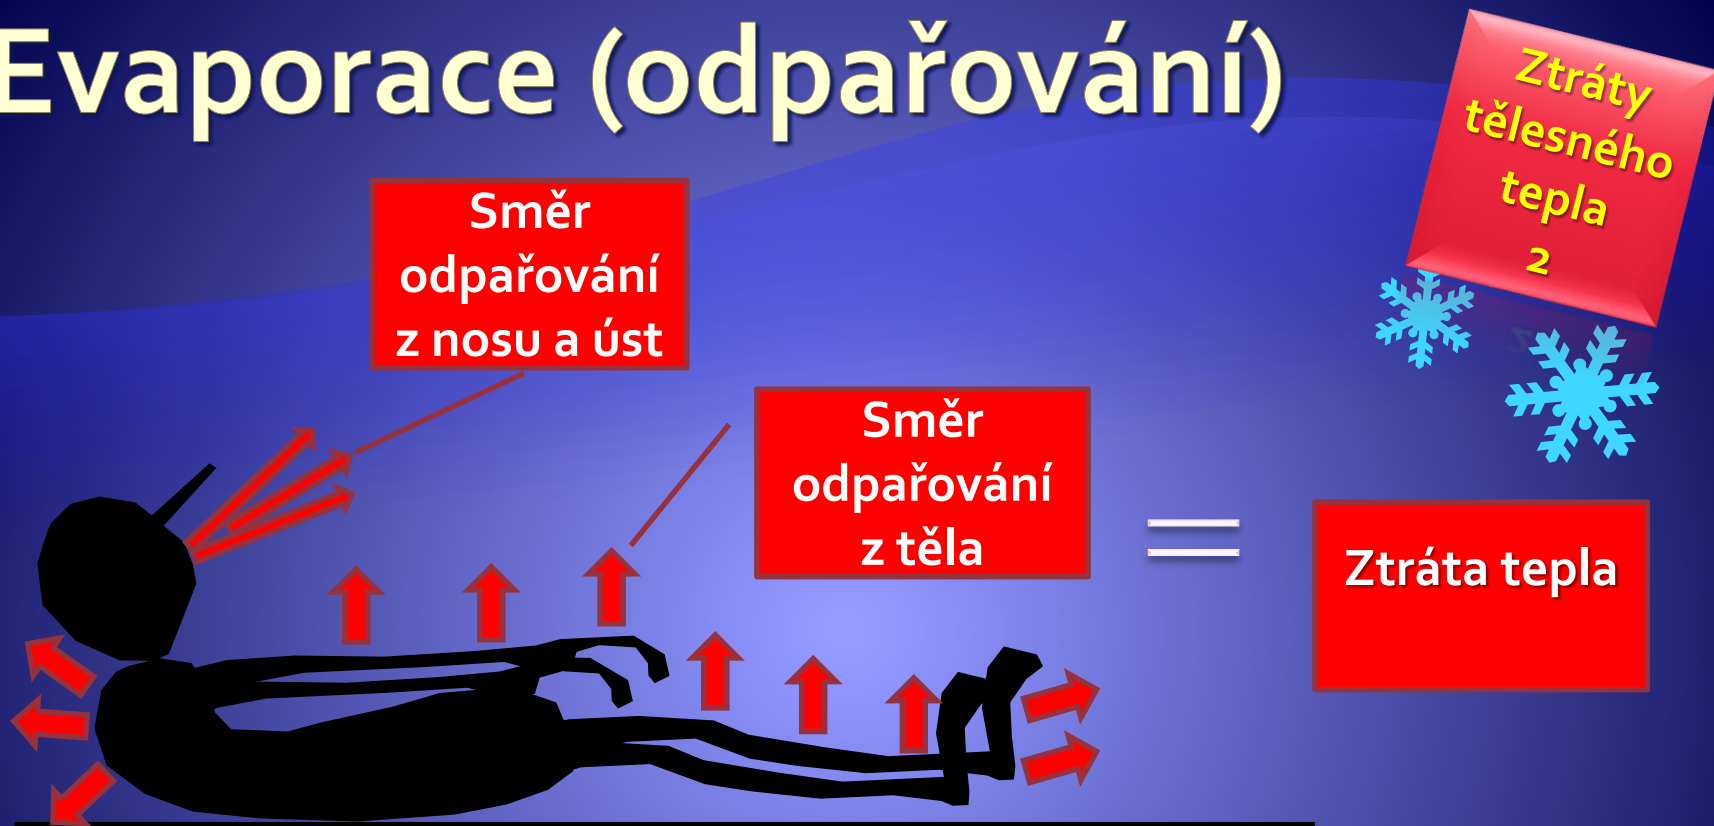 Evaporace (odpařování)
Ztráty
tělesného
tepla
2
Směr
odpařování
z nosu a úst
Směr
odpařování
z těla
Ztráta tepla